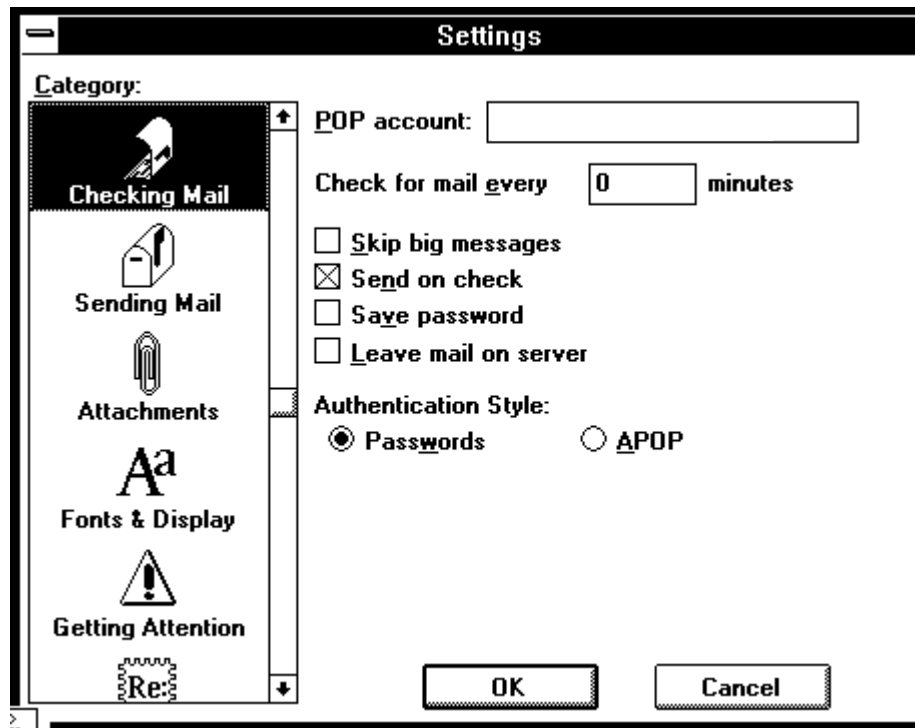 Settings
Category:
Checking Mail
Sending Mail
Attachments
Aa
Fonts & Display
Getting Attention
Re:
POP account:
Check for mail every 0 minutes
Skip big messages
Send on check
Save password
Leave mail on server
Authentication Style:
Passwords APOP
OK Cancel